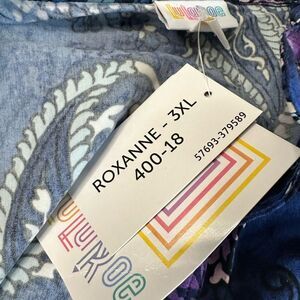 LuLaRoe
ROXANNE - 3XL
400-18
57693-379589
LULAROE